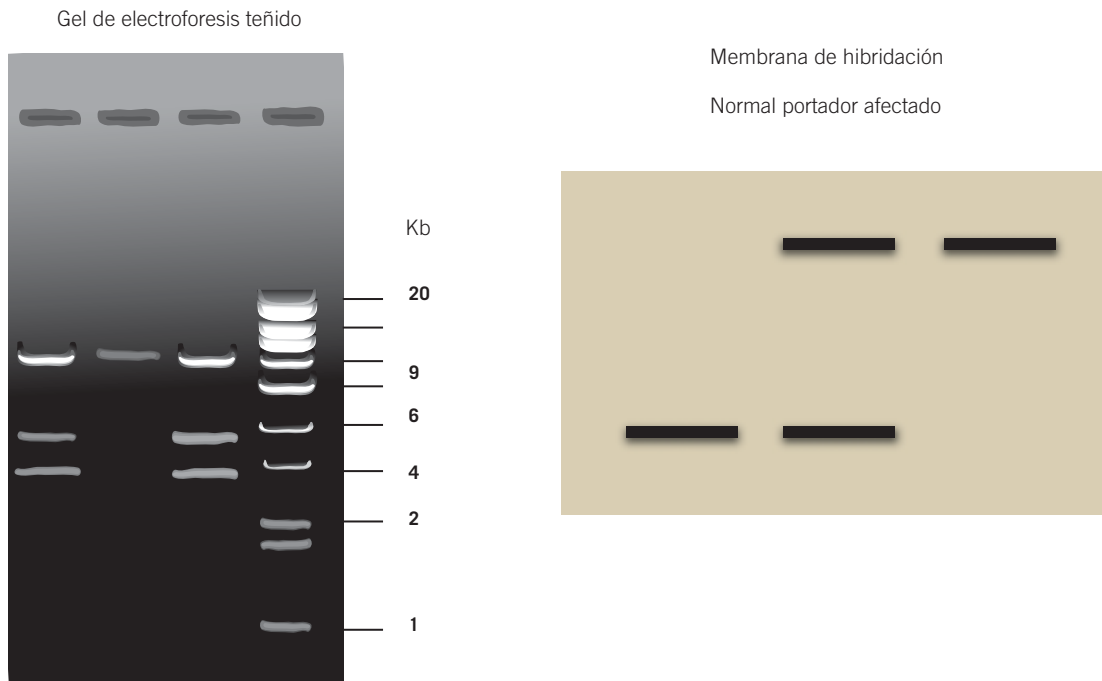 Gel de electroforesis teñido
Kb
20
9
6
4
2
1
Membrana de hibridación
Normal portador afectado